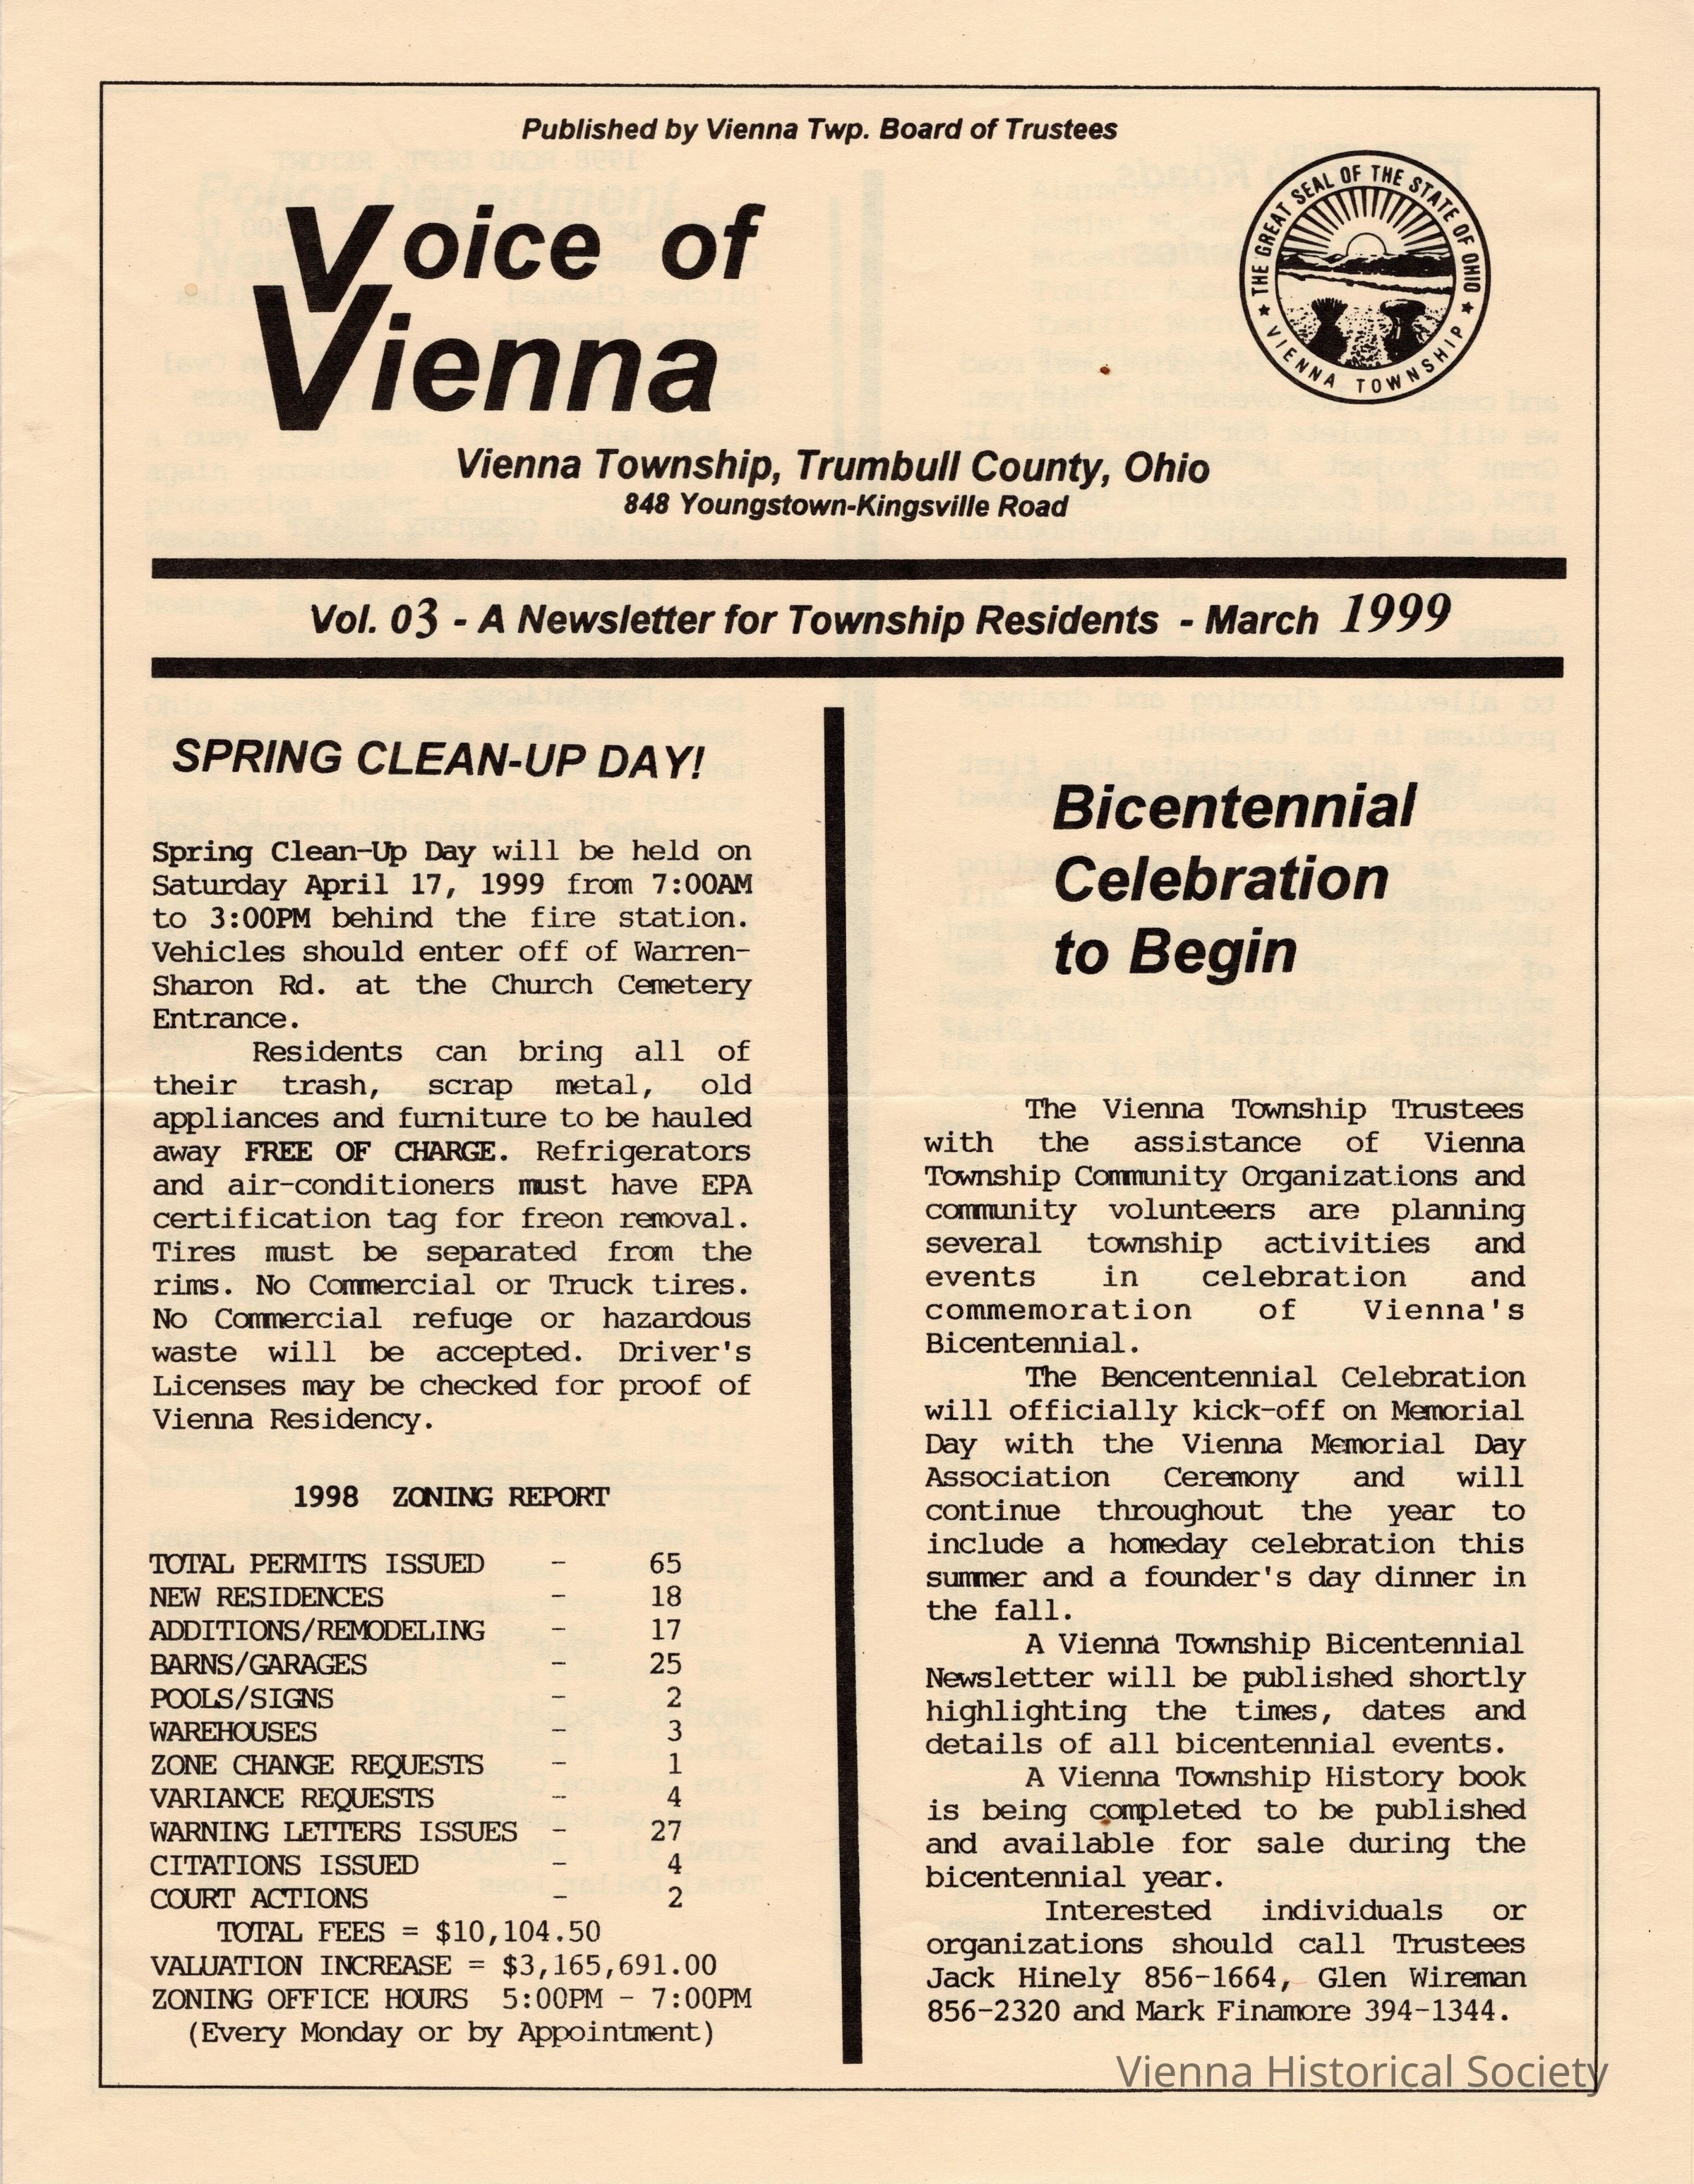 Published by Vienna Twp. Board of Trustees
THE GREAT SEAL OF THE STATE OF OHIO
VIENNA TOWNSHIP
Voice of
Vienna
Vienna Township, Trumbull County, Ohio
848 Youngstown-Kingsville Road
Vol. 03 - A Newsletter for Township Residents - March 1999
SPRING CLEAN-UP DAY!
Spring Clean-Up Day will be held on
Saturday April 17, 1999 from 7:00AM
to 3:00PM behind the fire station.
Vehicles should enter off of Warren-
Sharon Rd. at the Church Cemetery
Entrance.
Residents can bring all of
their trash, scrap metal, old
appliances and furniture to be hauled
away FREE OF CHARGE. Refrigerators
and air-conditioners must have EPA
certification tag for freon removal.
Tires must be separated from the
rims. No Commercial or Truck tires.
No Commercial refuge or hazardous
waste will be accepted. Driver's
Licenses may be checked for proof of
Vienna Residency.
1998 ZONING REPORT
TOTAL PERMITS ISSUED - 65
NEW RESIDENCES - 18
ADDITIONS/REMODELING - 17
BARNS/GARAGES - 25
POOLS/SIGNS - 2
WAREHOUSES - 3
ZONE CHANGE REQUESTS - 1
VARIANCE REQUESTS - 4
WARNING LETTERS ISSUES - 27
CITATIONS ISSUED - 4
COURT ACTIONS - 2
TOTAL FEES = $10,104.50
VALUATION INCREASE = $3,165,691.00
ZONING OFFICE HOURS 5:00PM - 7:00PM
(Every Monday or by Appointment)
Bicentennial
Celebration
to Begin
The Vienna Township Trustees
with the assistance of Vienna
Township Community Organizations and
community volunteers are planning
several township activities and
events in celebration and
commemoration of Vienna's
Bicentennial.
The Bencentennial Celebration
will officially kick-off on Memorial
Day with the Vienna Memorial Day
Association Ceremony and will
continue throughout the year to
include a homeday celebration this
summer and a founder's day dinner in
the fall.
A Vienna Township Bicentennial
Newsletter will be published shortly
highlighting the times, dates and
details of all bicentennial events.
A Vienna Township History book
is being completed to be published
and available for sale during the
bicentennial year.
Interested individuals or
organizations should call Trustees
Jack Hinely 856-1664, Glen Wireman
856-2320 and Mark Finamore 394-1344.
Vienna Historical Society